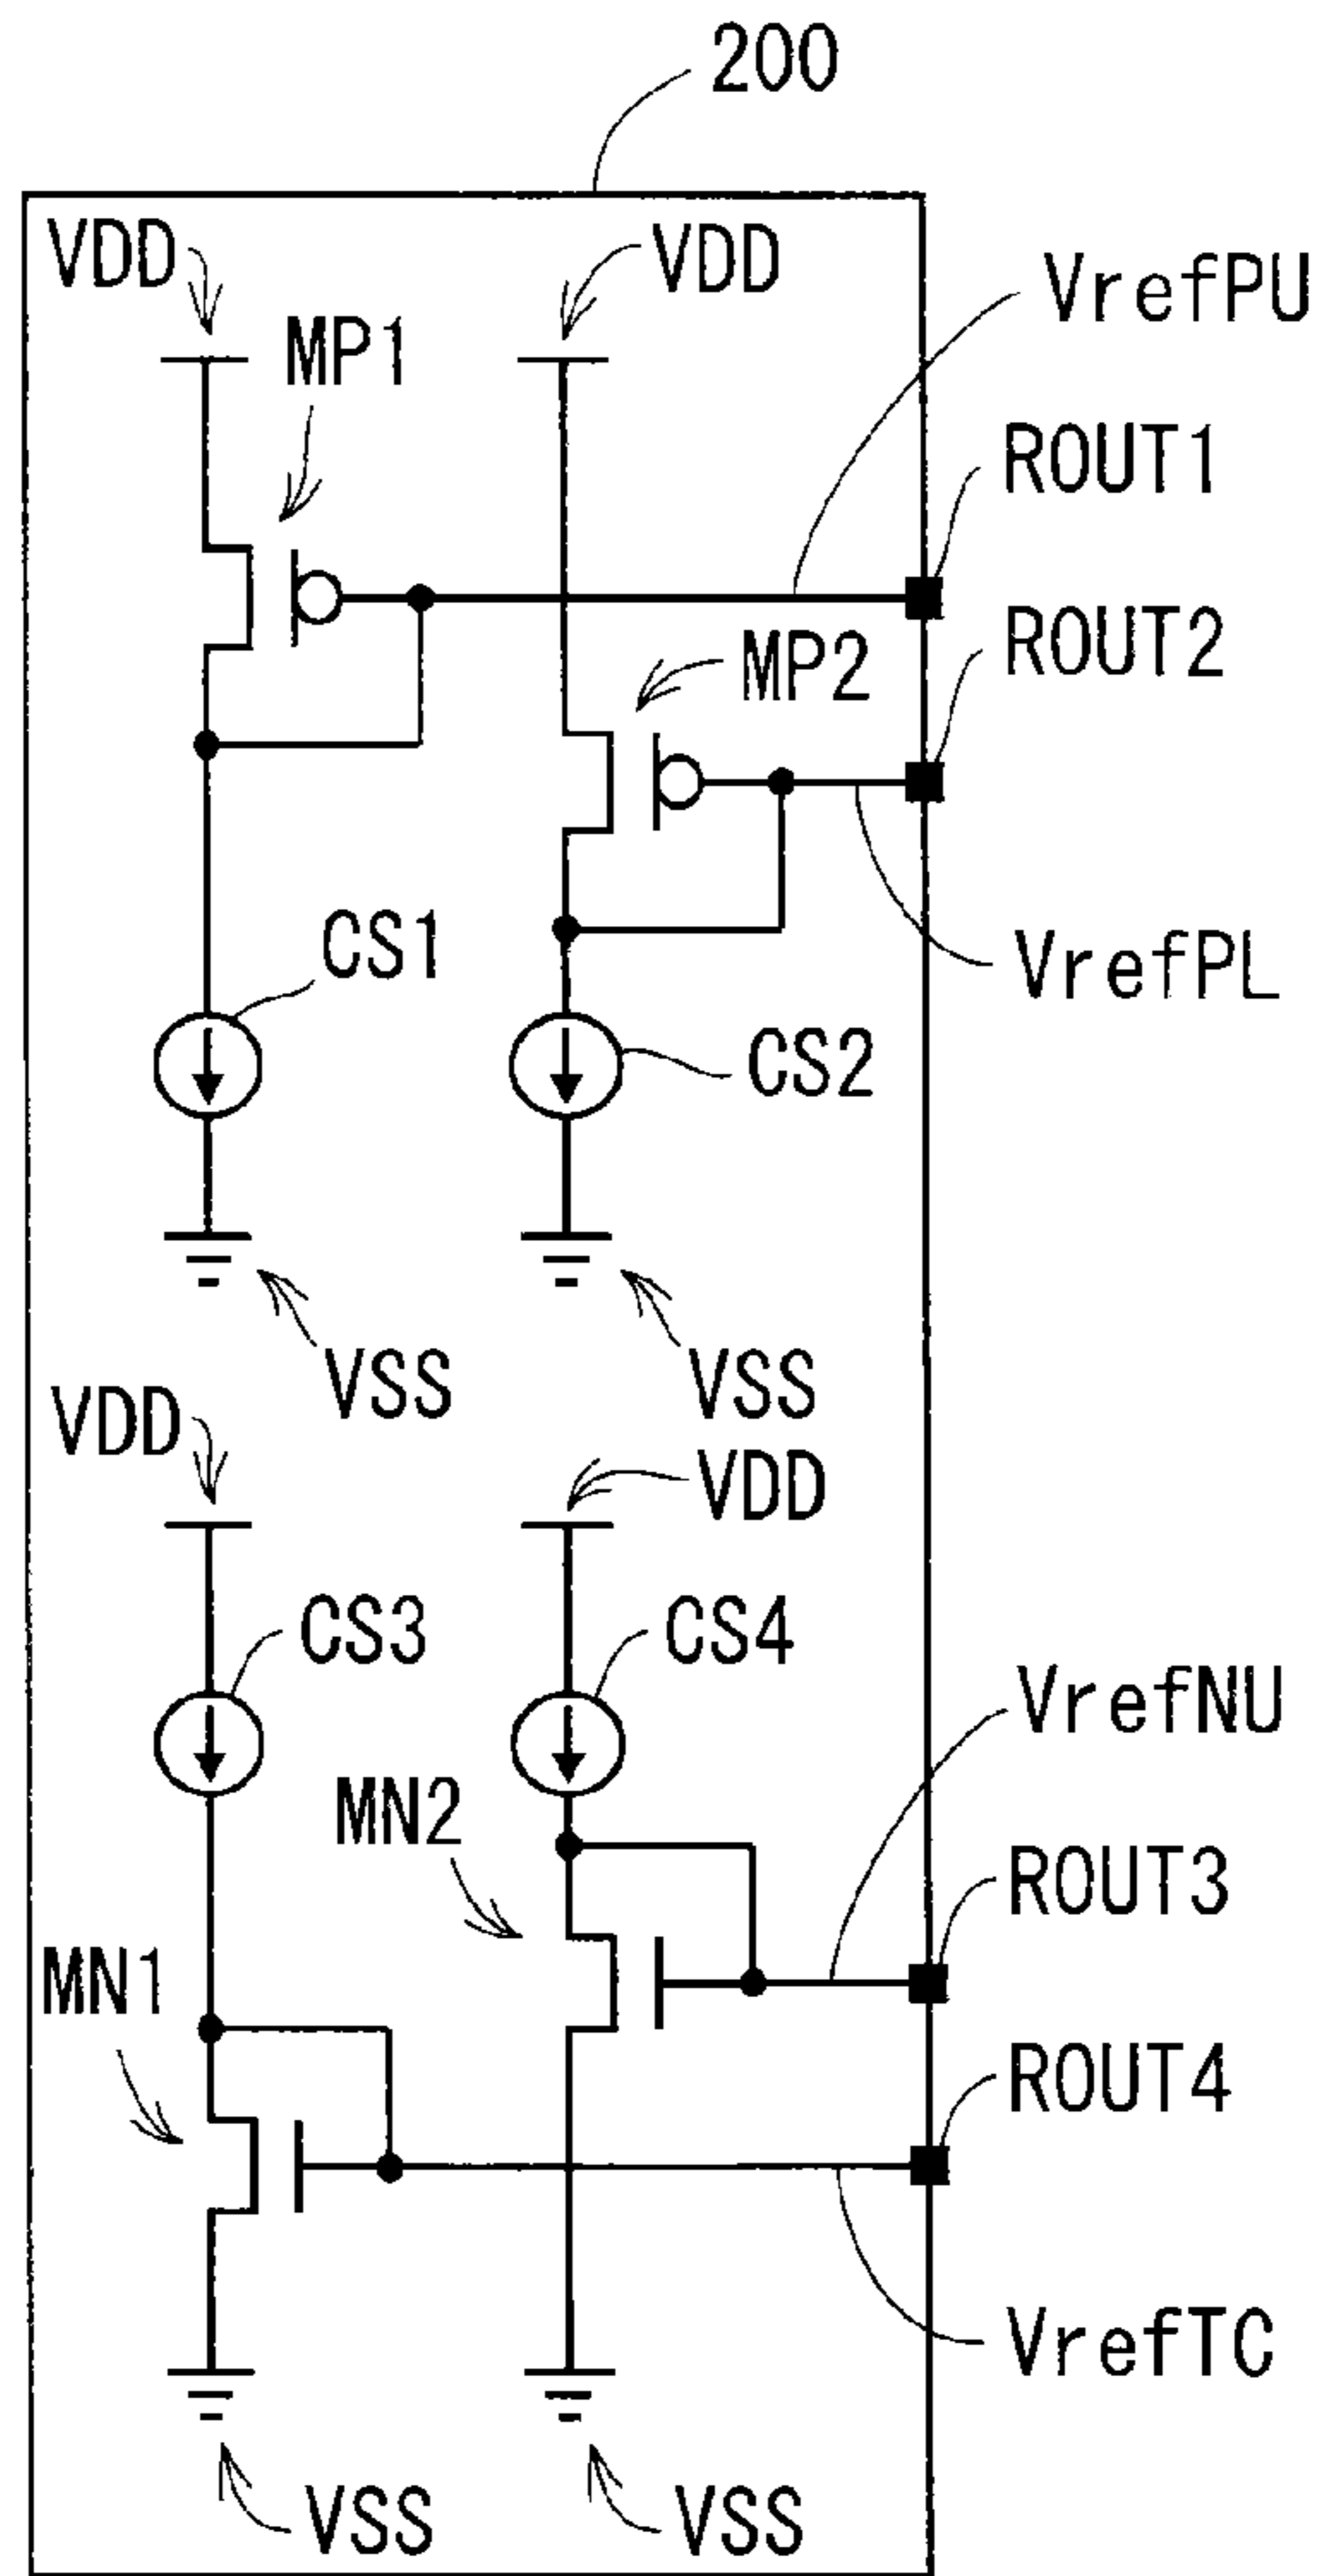 200
VDD
VDD
VrefPU
MP1
ROUT1
ROUT2
MP2
CS1
VrefPL
CS2
VSS
VSS
VDD
VDD
CS3
CS4
VrefNU
MN2
ROUT3
MN1
ROUT4
VrefTC
VSS
VSS